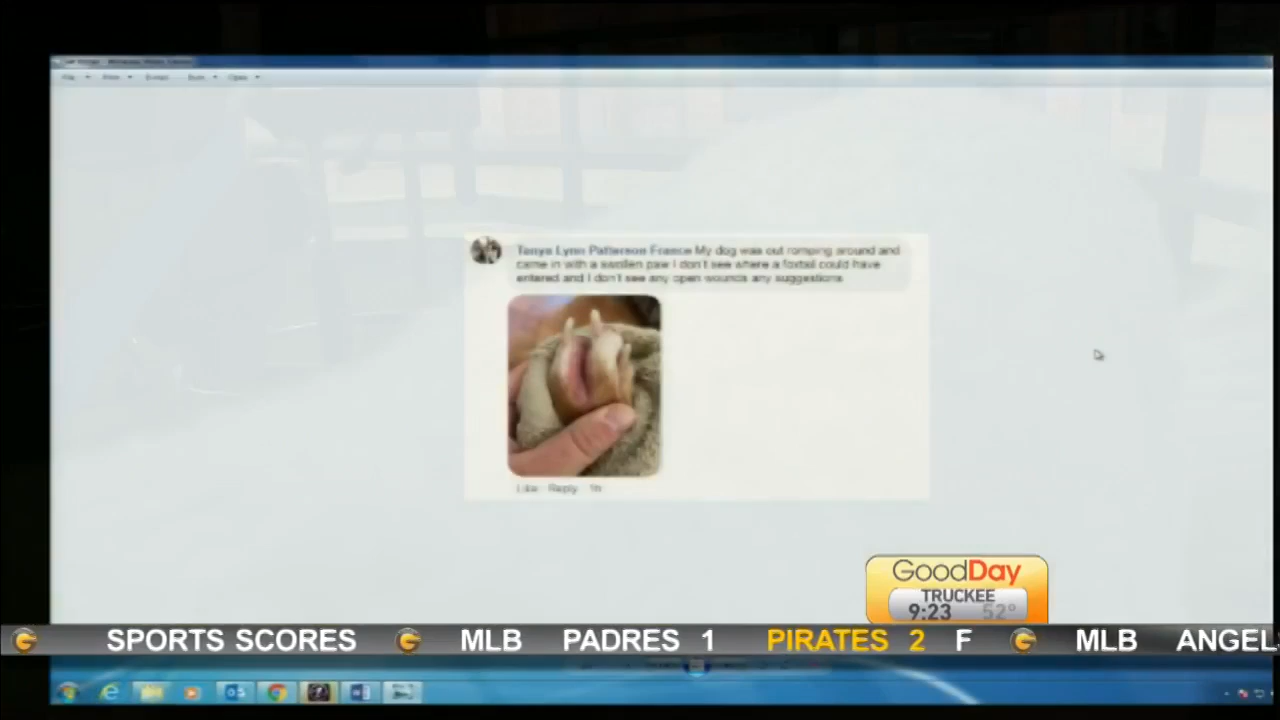 Tonya Lynn Patterson France My dog was out romping around and
came in with a swollen paw I don't see where a foxtail could have
entered and I don't see any open wounds any suggestions
Like Reply 1h
GoodDay
TRUCKEE
9:23 52°
SPORTS SCORES MLB PADRES 1 PIRATES 2 F MLB ANGEL